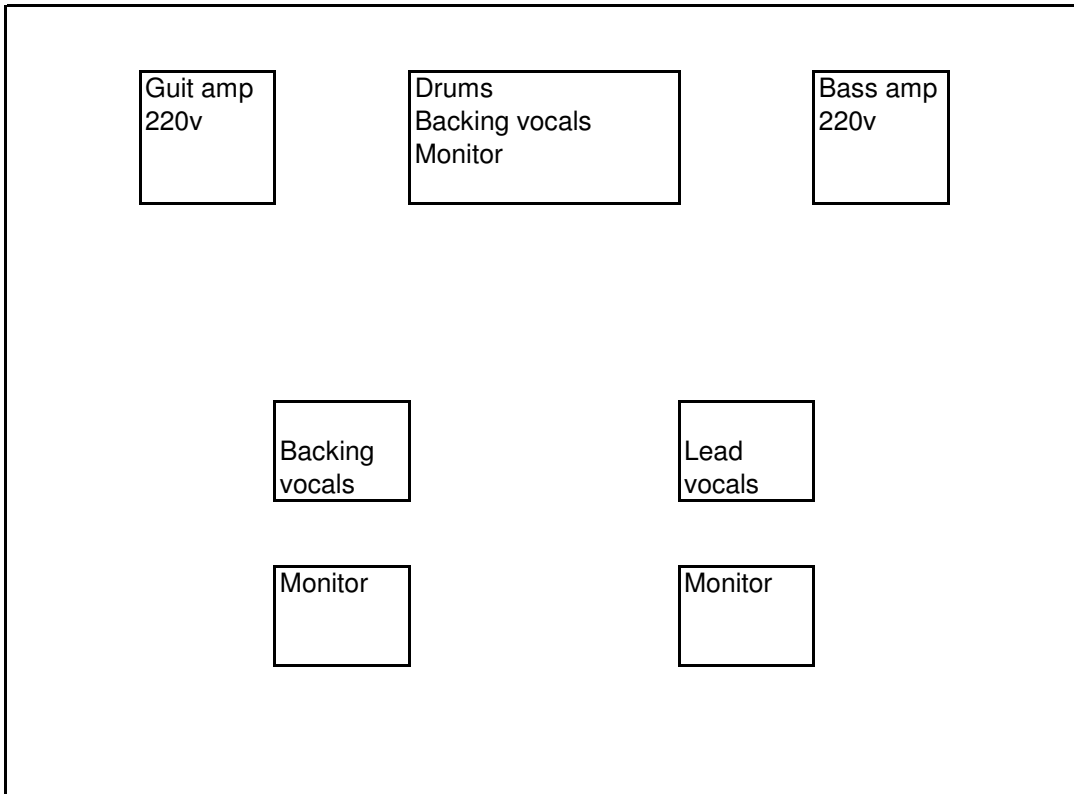 Guit amp
220v
Drums
Backing vocals
Monitor
Bass amp
220v
Backing
vocals
Lead
vocals
Monitor
Monitor